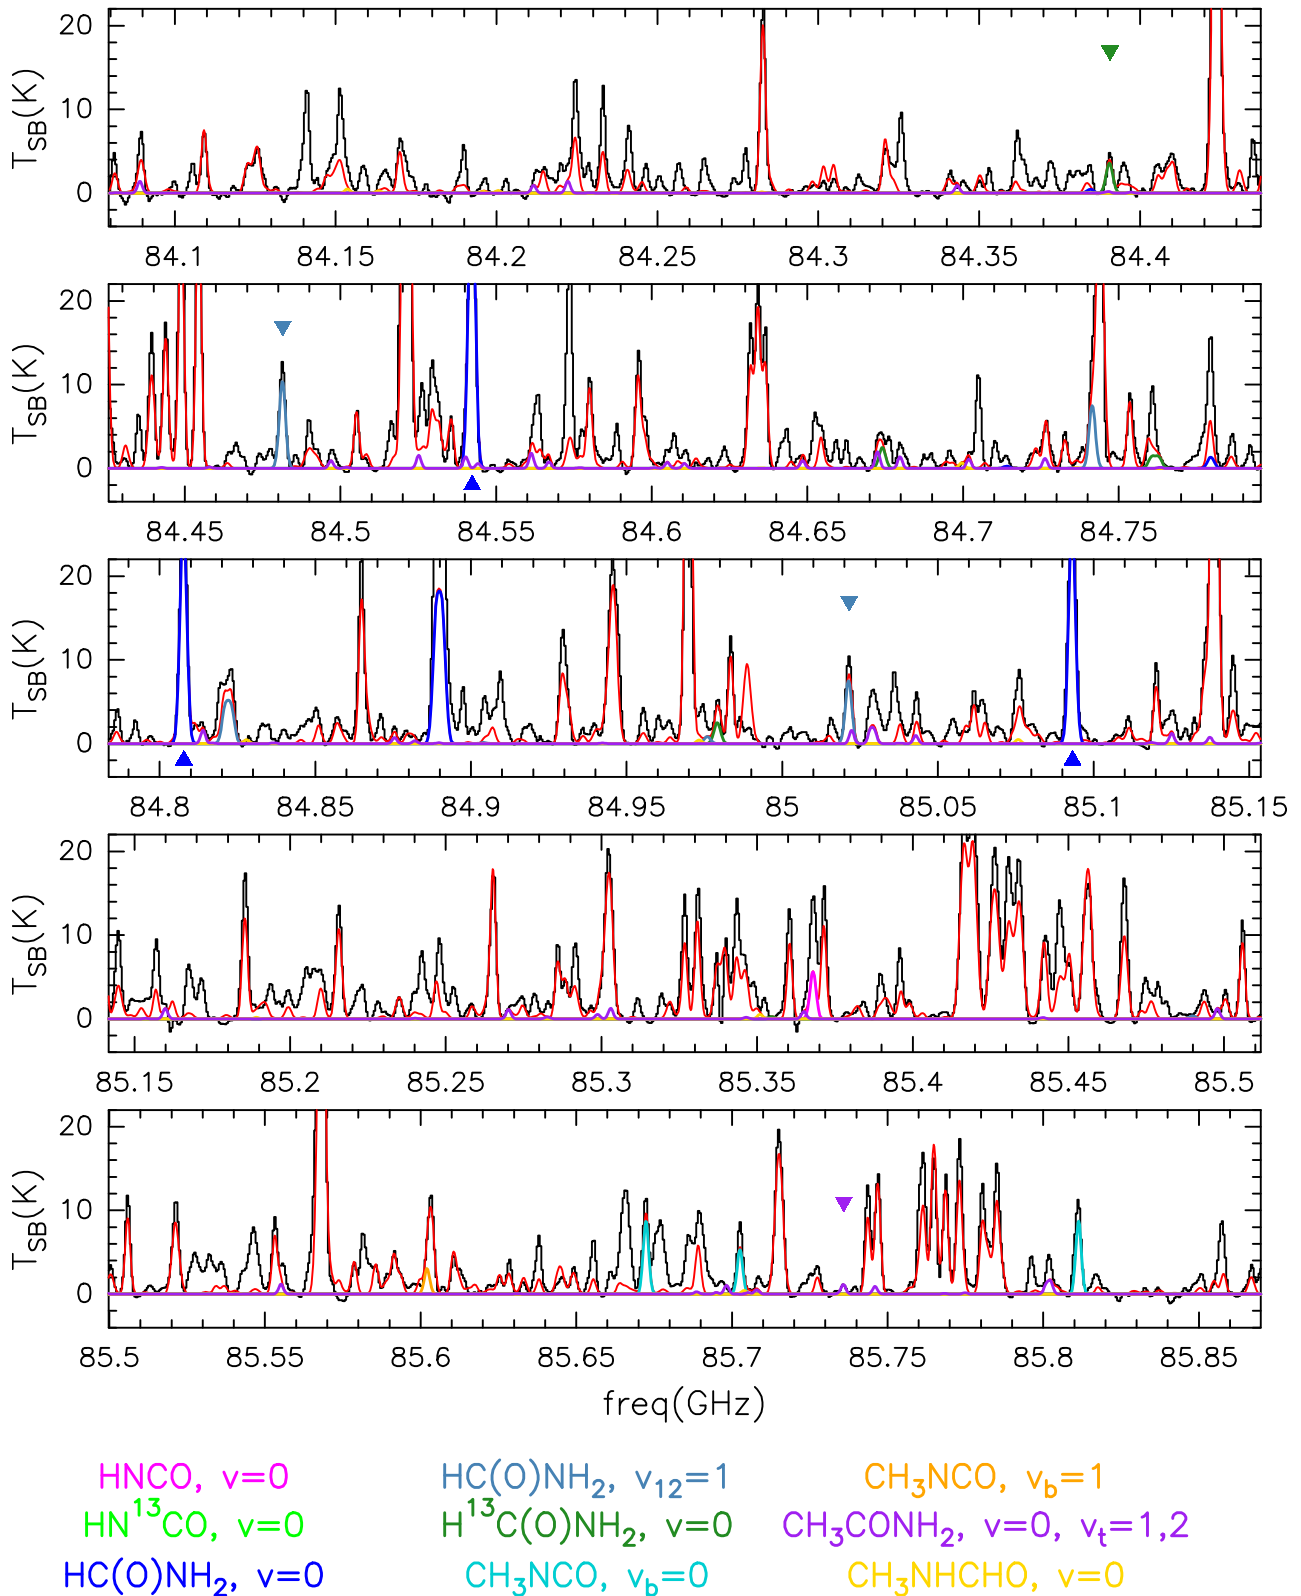 T_SB(K)
20
10
0
84.1 84.15 84.2 84.25 84.3 84.35 84.4
T_SB(K)
20
10
0
84.45 84.5 84.55 84.6 84.65 84.7 84.75
T_SB(K)
20
10
0
84.8 84.85 84.9 84.95 85 85.05 85.1 85.15
T_SB(K)
20
10
0
85.15 85.2 85.25 85.3 85.35 85.4 85.45 85.5
T_SB(K)
20
10
0
85.5 85.55 85.6 85.65 85.7 85.75 85.8 85.85
freq(GHz)
HNCO, v=0 HC(O)NH₂, v₁₂=1 CH₃NCO, v_b=1
HN¹³CO, v=0 H¹³C(O)NH₂, v=0 CH₃CONH₂, v=0, v_t=1,2
HC(O)NH₂, v=0 CH₃NCO, v_b=0 CH₃NHCHO, v=0